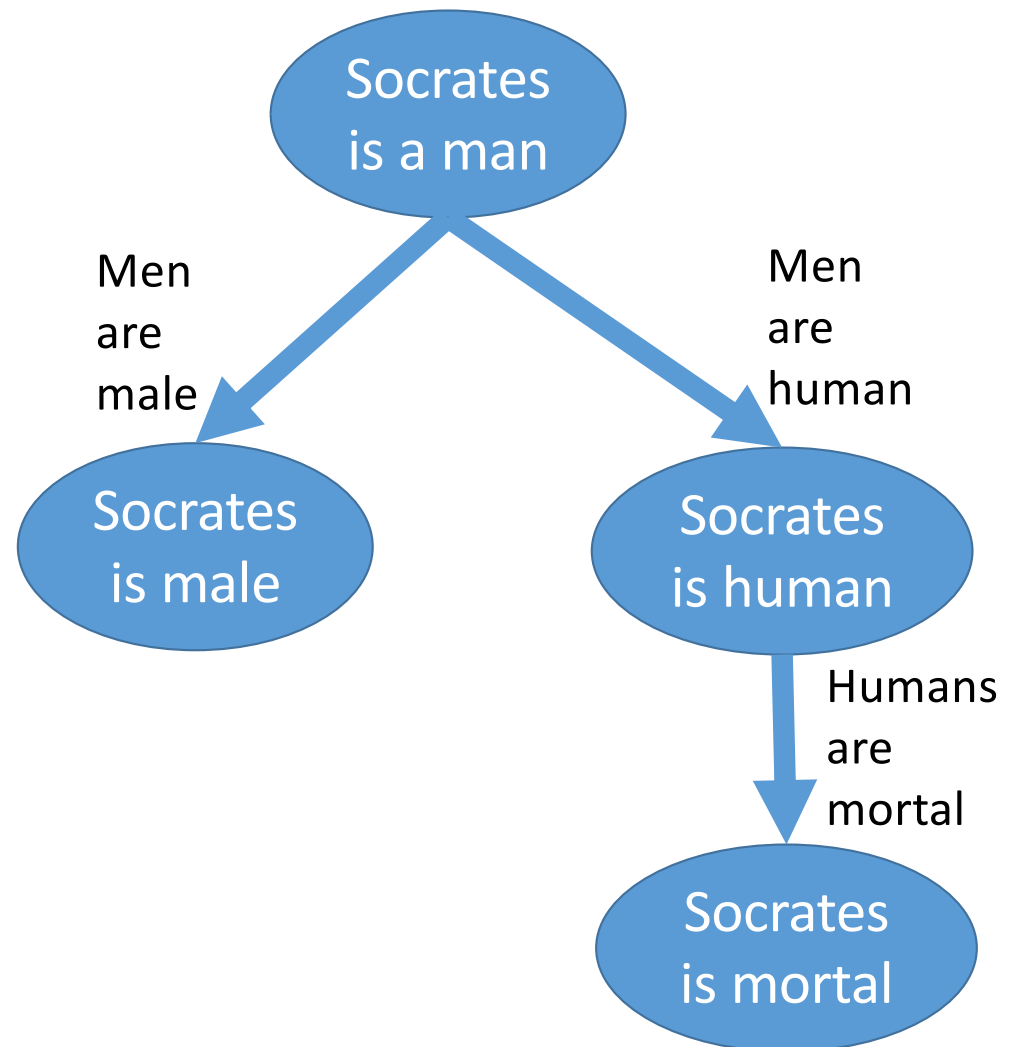 Socrates
is a man
Men
are
male
Men
are
human
Socrates
is male
Socrates
is human
Humans
are
mortal
Socrates
is mortal